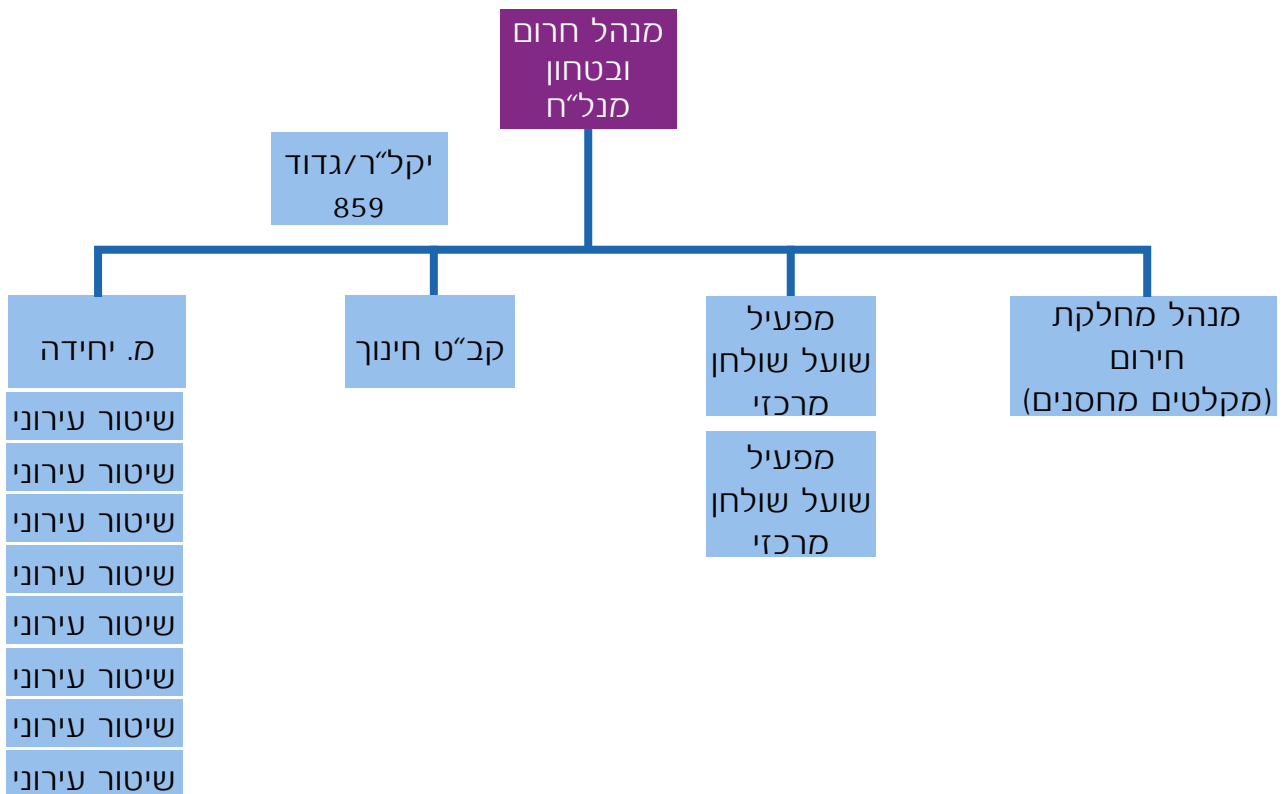 מנהל חרום
ובטחון
מנל״ח
יקל״ר/גדוד
859
מנהל מחלקת
חירום
(מקלטים מחסנים)
מפעיל
שועל שולחן
מרכזי
מפעיל
שועל שולחן
מרכזי
קב״ט חינוך
מ. יחידה
שיטור עירוני
שיטור עירוני
שיטור עירוני
שיטור עירוני
שיטור עירוני
שיטור עירוני
שיטור עירוני
שיטור עירוני